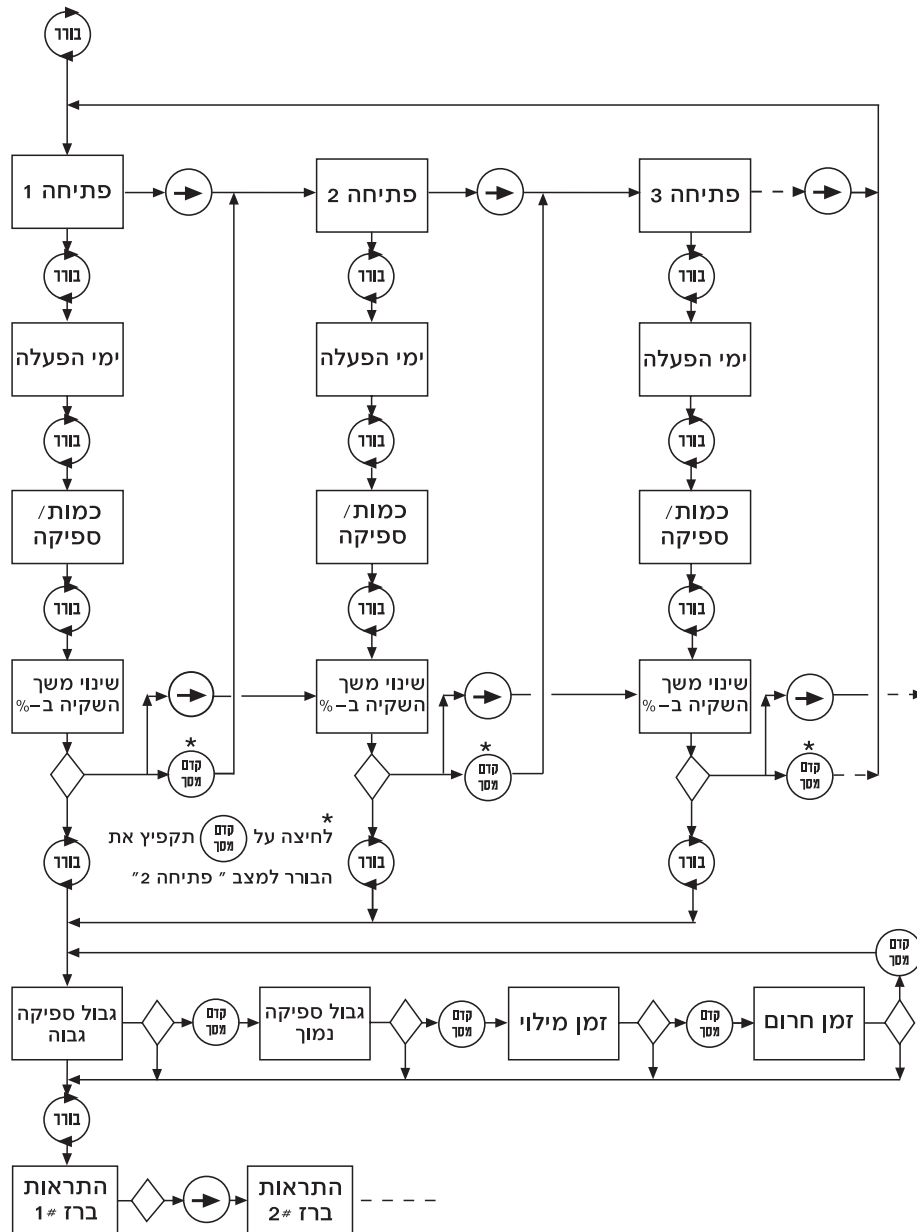 בורר
פתיחה 1
פתיחה 2
פתיחה 3
בורר
בורר
בורר
ימי הפעלה
ימי הפעלה
ימי הפעלה
בורר
בורר
בורר
כמות/
ספיקה
כמות/
ספיקה
כמות/
ספיקה
בורר
בורר
בורר
שינוי משך
השקיה ב-%
שינוי משך
השקיה ב-%
שינוי משך
השקיה ב-%
*
קדם
מסך
*
קדם
מסך
*
קדם
מסך
בורר
* לחיצה על קדם מסך תקפיץ את
הבורר למצב "פתיחה 2"
בורר
בורר
קדם
מסך
גבול ספיקה
גבוה
קדם
מסך
גבול ספיקה
נמוך
קדם
מסך
זמן מילוי
קדם
מסך
זמן חרום
בורר
התראות
ברז #1
התראות
ברז #2